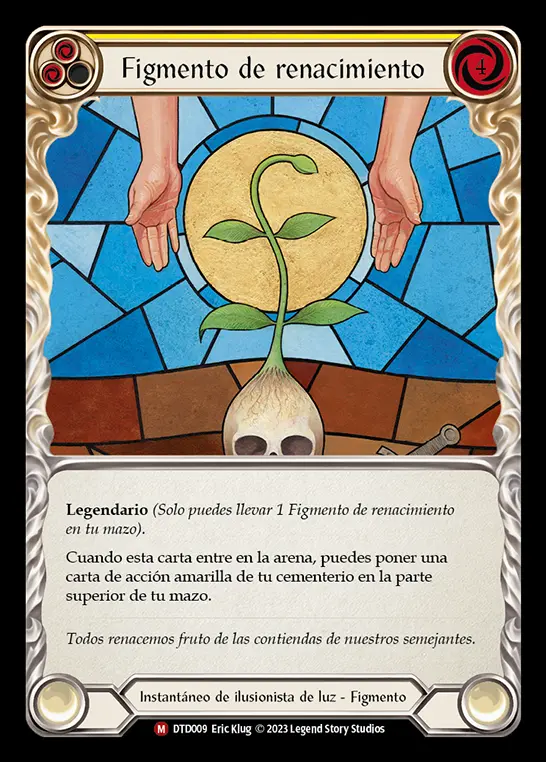 Figmento de renacimiento
4
Legendario (Solo puedes llevar 1 Figmento de renacimiento
en tu mazo).
Cuando esta carta entre en la arena, puedes poner una
carta de acción amarilla de tu cementerio en la parte
superior de tu mazo.
Todos renacemos fruto de las contiendas de nuestros semejantes.
Instantáneo de ilusionista de luz - Figmento
M DTD009 Eric Klug © 2023 Legend Story Studios